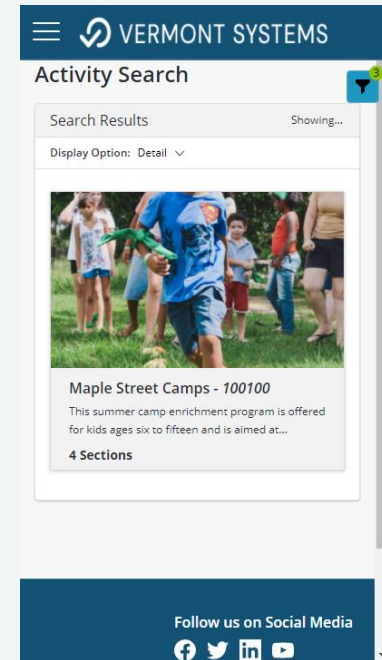 VERMONT SYSTEMS
Activity Search
3
Search Results Showing...
Display Option: Detail
Maple Street Camps - 100100
This summer camp enrichment program is offered
for kids ages six to fifteen and is aimed at...
4 Sections
Follow us on Social Media